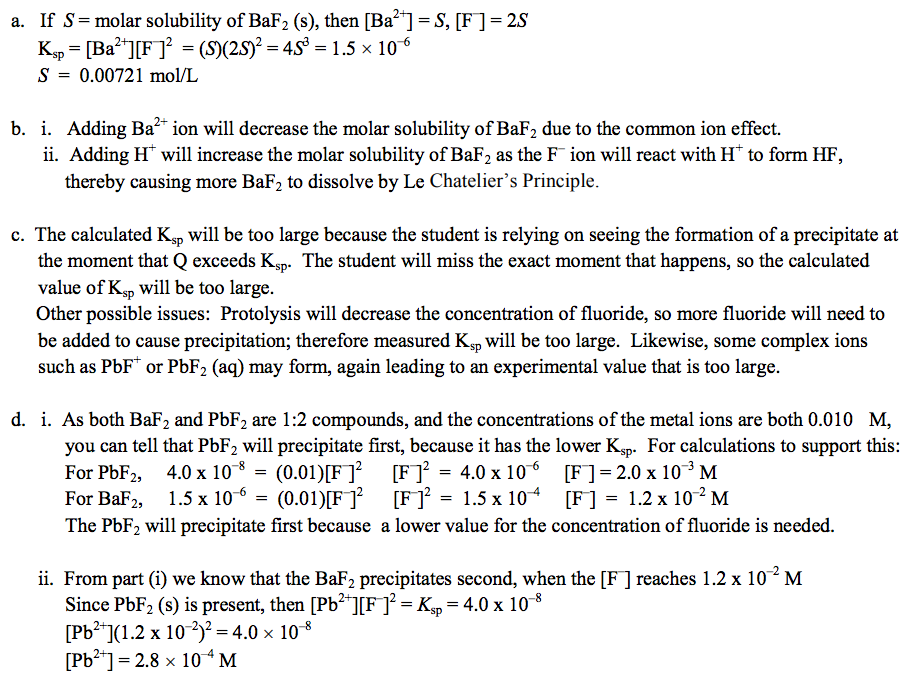 a. If S = molar solubility of BaF₂ (s), then [Ba²⁺] = S, [F⁻] = 2S
Kₛₚ = [Ba²⁺][F⁻]² = (S)(2S)² = 4S³ = 1.5 × 10⁻⁶
S = 0.00721 mol/L
b. i. Adding Ba²⁺ ion will decrease the molar solubility of BaF₂ due to the common ion effect.
ii. Adding H⁺ will increase the molar solubility of BaF₂ as the F⁻ ion will react with H⁺ to form HF,
thereby causing more BaF₂ to dissolve by Le Chatelier’s Principle.
c. The calculated Kₛₚ will be too large because the student is relying on seeing the formation of a precipitate at
the moment that Q exceeds Kₛₚ. The student will miss the exact moment that happens, so the calculated
value of Kₛₚ will be too large.
Other possible issues: Protolysis will decrease the concentration of fluoride, so more fluoride will need to
be added to cause precipitation; therefore measured Kₛₚ will be too large. Likewise, some complex ions
such as PbF⁺ or PbF₂ (aq) may form, again leading to an experimental value that is too large.
d. i. As both BaF₂ and PbF₂ are 1:2 compounds, and the concentrations of the metal ions are both 0.010 M,
you can tell that PbF₂ will precipitate first, because it has the lower Kₛₚ. For calculations to support this:
For PbF₂, 4.0 x 10⁻⁸ = (0.01)[F⁻]² [F⁻]² = 4.0 x 10⁻⁶ [F⁻] = 2.0 x 10⁻³ M
For BaF₂, 1.5 x 10⁻⁶ = (0.01)[F⁻]² [F⁻]² = 1.5 x 10⁻⁴ [F⁻] = 1.2 x 10⁻² M
The PbF₂ will precipitate first because a lower value for the concentration of fluoride is needed.
ii. From part (i) we know that the BaF₂ precipitates second, when the [F⁻] reaches 1.2 x 10⁻² M
Since PbF₂ (s) is present, then [Pb²⁺][F⁻]² = Kₛₚ = 4.0 x 10⁻⁸
[Pb²⁺](1.2 x 10⁻²)² = 4.0 × 10⁻⁸
[Pb²⁺] = 2.8 × 10⁻⁴ M